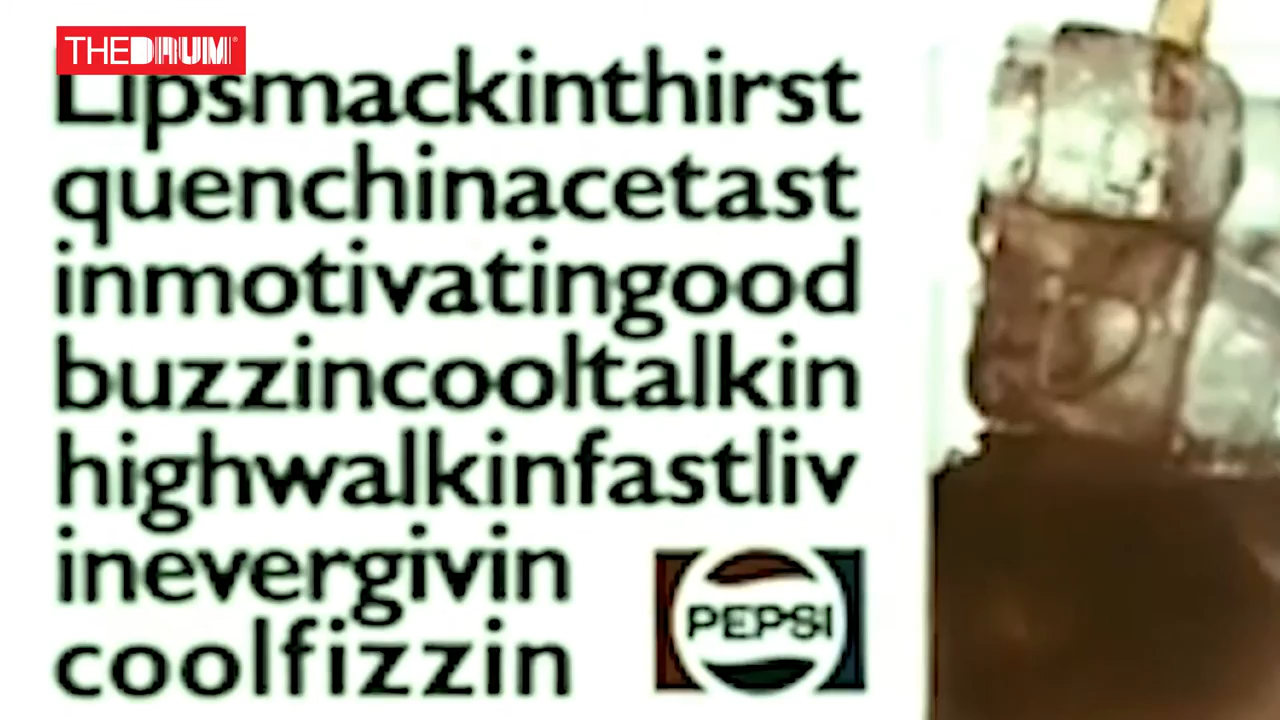 THEDRUM
Lipsmackinthirst
quenchinacetast
inmotivatingood
buzzincooltalkin
highwalkinfastliv
inevergivin
coolfizzin
PEPSI